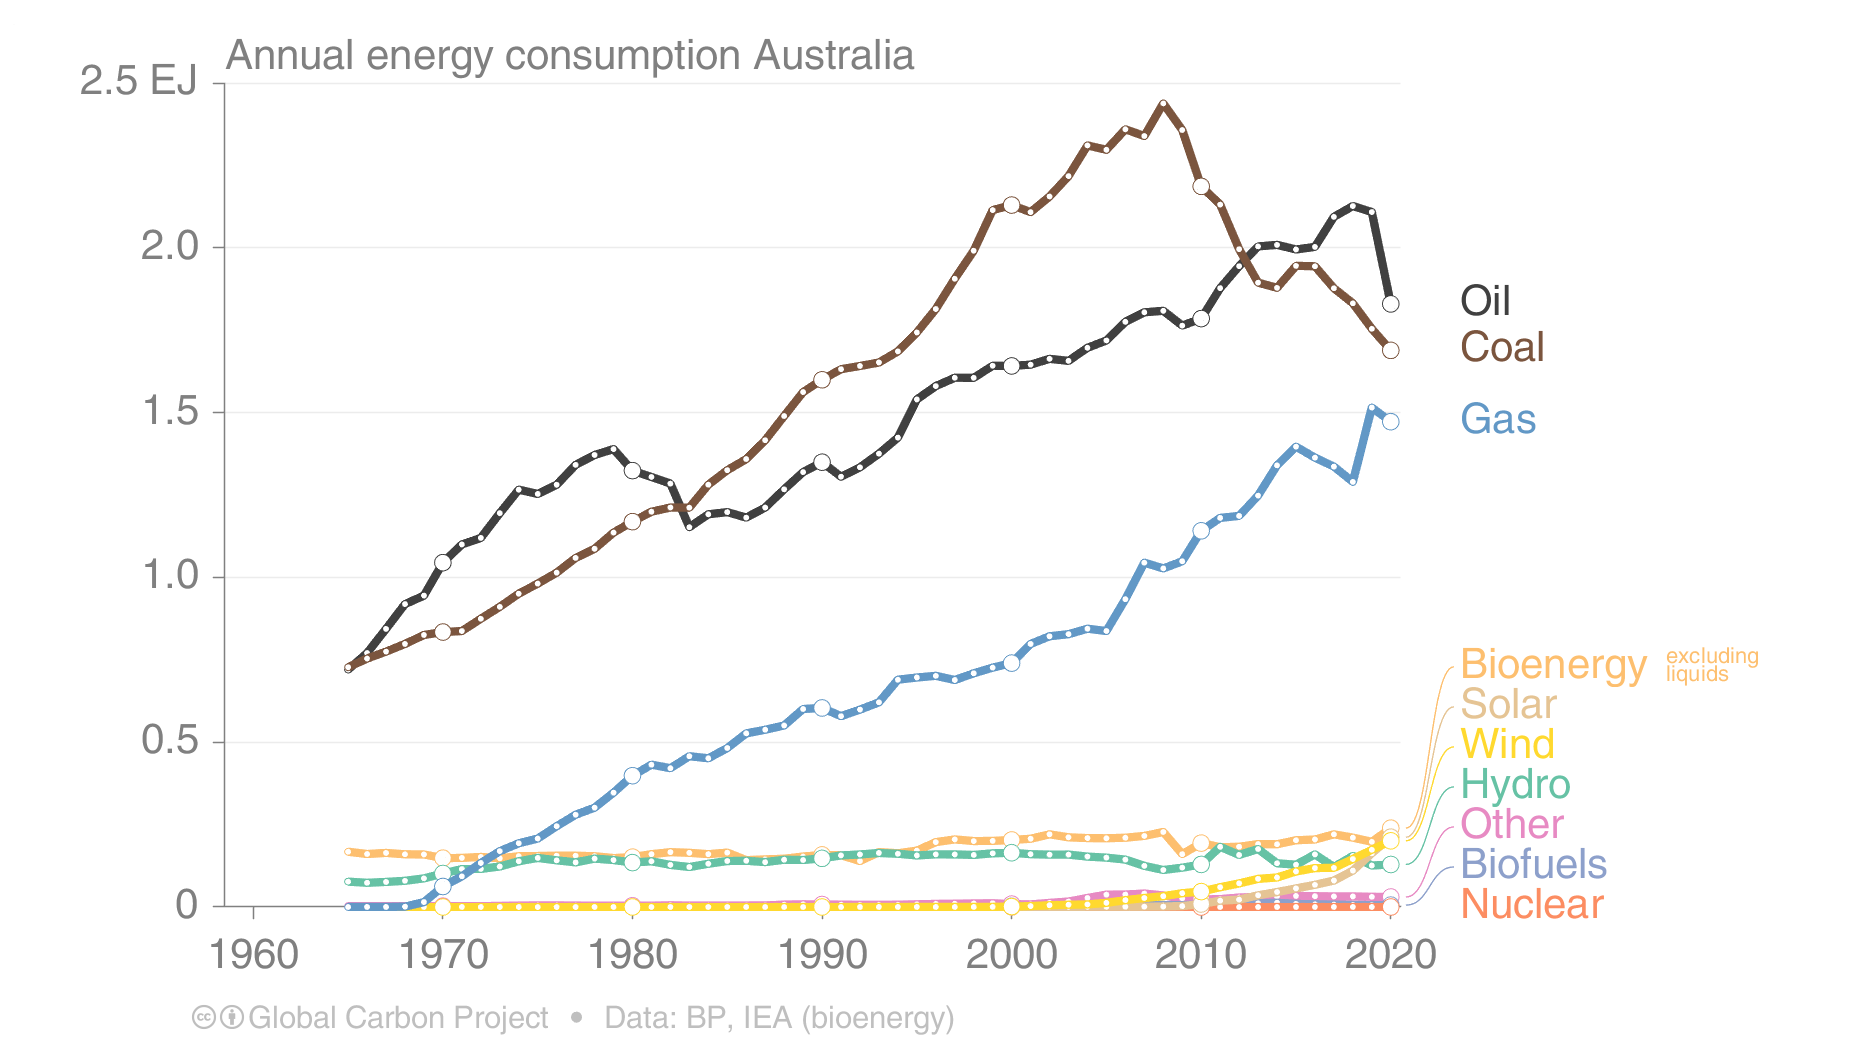 Annual energy consumption Australia
2.5 EJ
2.0
1.5
1.0
0.5
0
1960 1970 1980 1990 2000 2010 2020
Oil
Coal
Gas
Bioenergy excluding
liquids
Solar
Wind
Hydro
Other
Biofuels
Nuclear
cc Global Carbon Project • Data: BP, IEA (bioenergy)